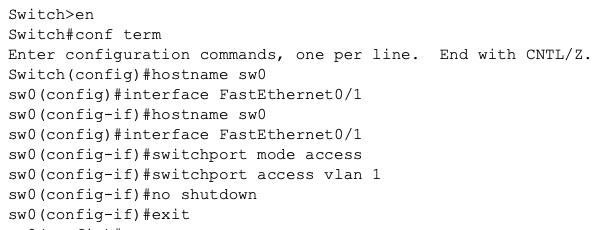 Switch>en
Switch#conf term
Enter configuration commands, one per line.  End with CNTL/Z.
Switch(config)#hostname sw0
sw0(config)#interface FastEthernet0/1
sw0(config-if)#hostname sw0
sw0(config)#interface FastEthernet0/1
sw0(config-if)#switchport mode access
sw0(config-if)#switchport access vlan 1
sw0(config-if)#no shutdown
sw0(config-if)#exit